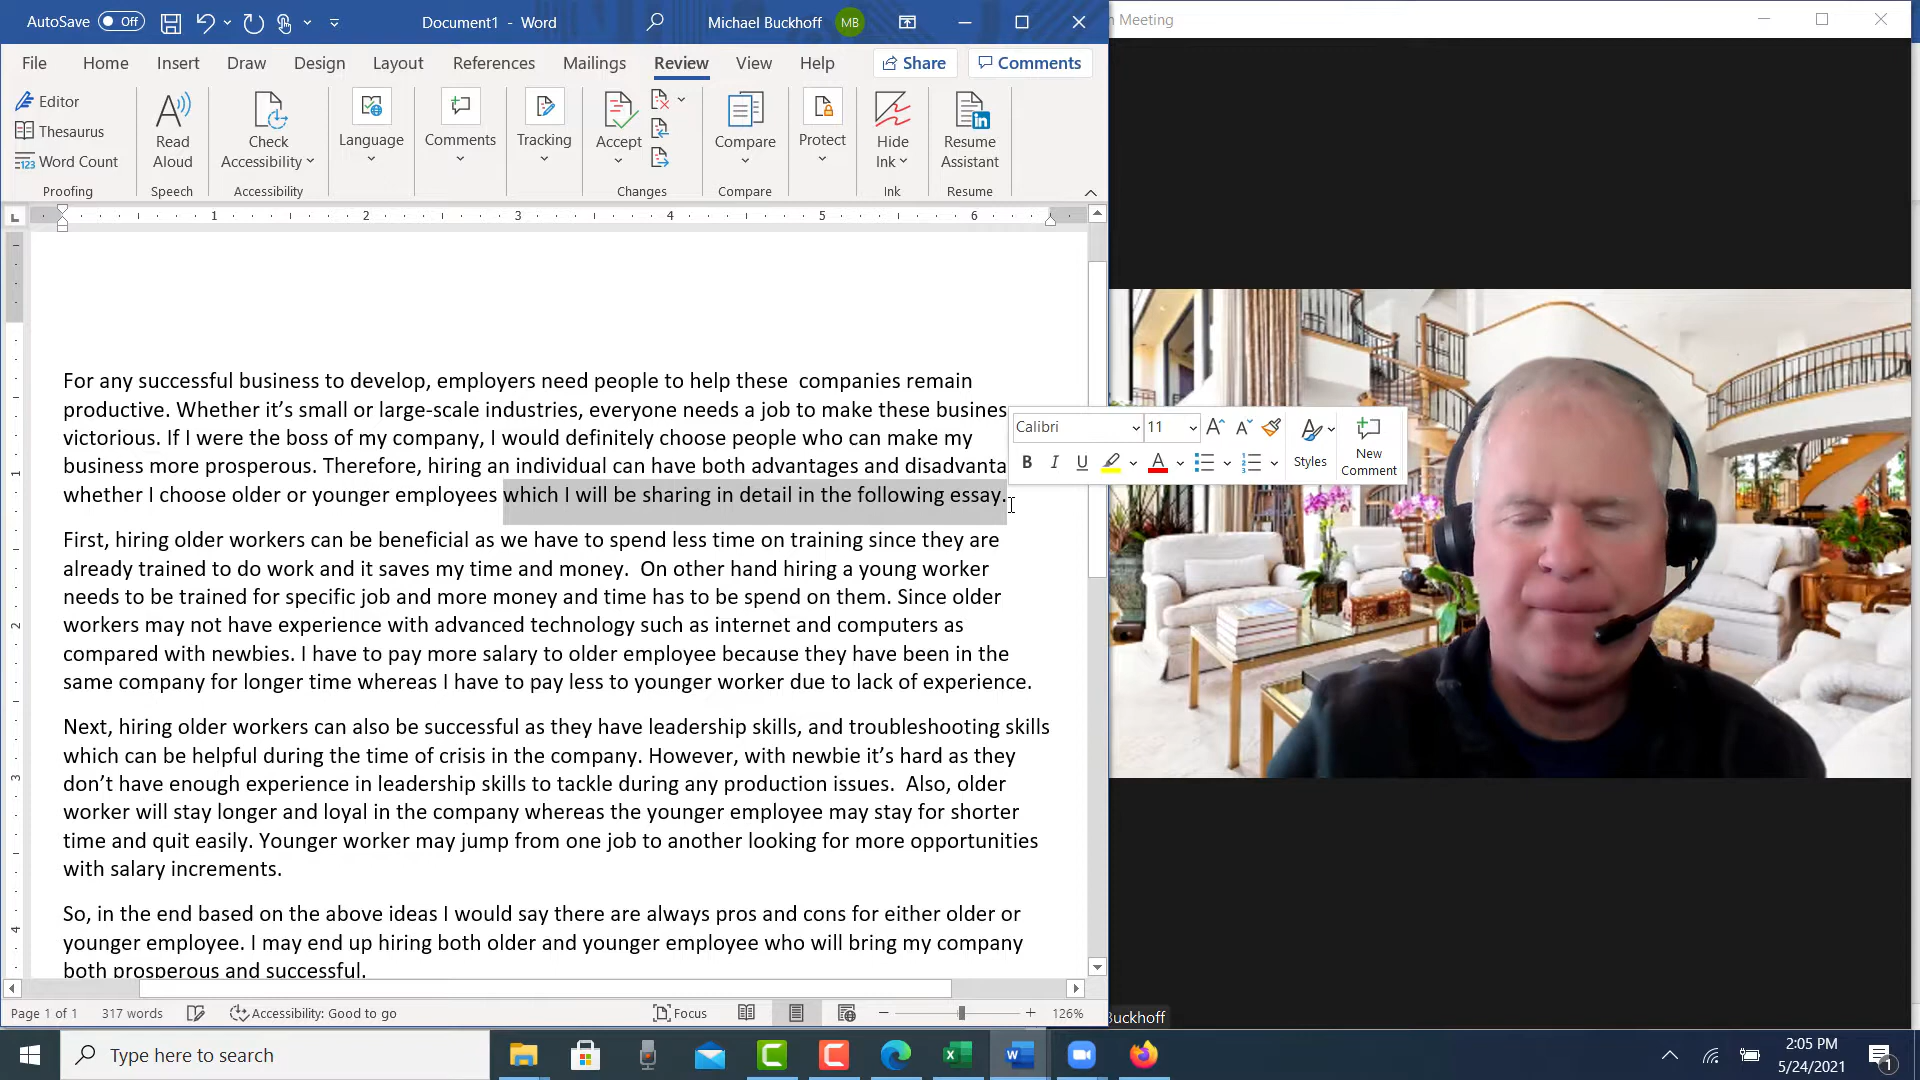 AutoSave Off
Document1 - Word
Michael Buckhoff MB
Meeting
File Home Insert Draw Design Layout References Mailings Review View Help Share Comments
Editor
Thesaurus
Word Count
Proofing
Read Aloud
Speech
Check Accessibility
Accessibility
Language
Comments
Tracking
Accept
Changes
Compare
Compare
Protect
Hide Ink
Ink
Resume Assistant
Resume
1 2 3 4 5 6
For any successful business to develop, employers need people to help these  companies remain
productive. Whether it’s small or large-scale industries, everyone needs a job to make these busines
victorious. If I were the boss of my company, I would definitely choose people who can make my
business more prosperous. Therefore, hiring an individual can have both advantages and disadvanta
whether I choose older or younger employees which I will be sharing in detail in the following essay.
Calibri 11
B I U A
Styles
New Comment
First, hiring older workers can be beneficial as we have to spend less time on training since they are
already trained to do work and it saves my time and money.  On other hand hiring a young worker
needs to be trained for specific job and more money and time has to be spend on them. Since older
workers may not have experience with advanced technology such as internet and computers as
compared with newbies. I have to pay more salary to older employee because they have been in the
same company for longer time whereas I have to pay less to younger worker due to lack of experience.
Next, hiring older workers can also be successful as they have leadership skills, and troubleshooting skills
which can be helpful during the time of crisis in the company. However, with newbie it’s hard as they
don’t have enough experience in leadership skills to tackle during any production issues.  Also, older
worker will stay longer and loyal in the company whereas the younger employee may stay for shorter
time and quit easily. Younger worker may jump from one job to another looking for more opportunities
with salary increments.
So, in the end based on the above ideas I would say there are always pros and cons for either older or
younger employee. I may end up hiring both older and younger employee who will bring my company
both prosperous and successful.
1
2
3
4
Page 1 of 1 317 words Accessibility: Good to go Focus 126%
Buckhoff
Type here to search
2:05 PM
5/24/2021
1